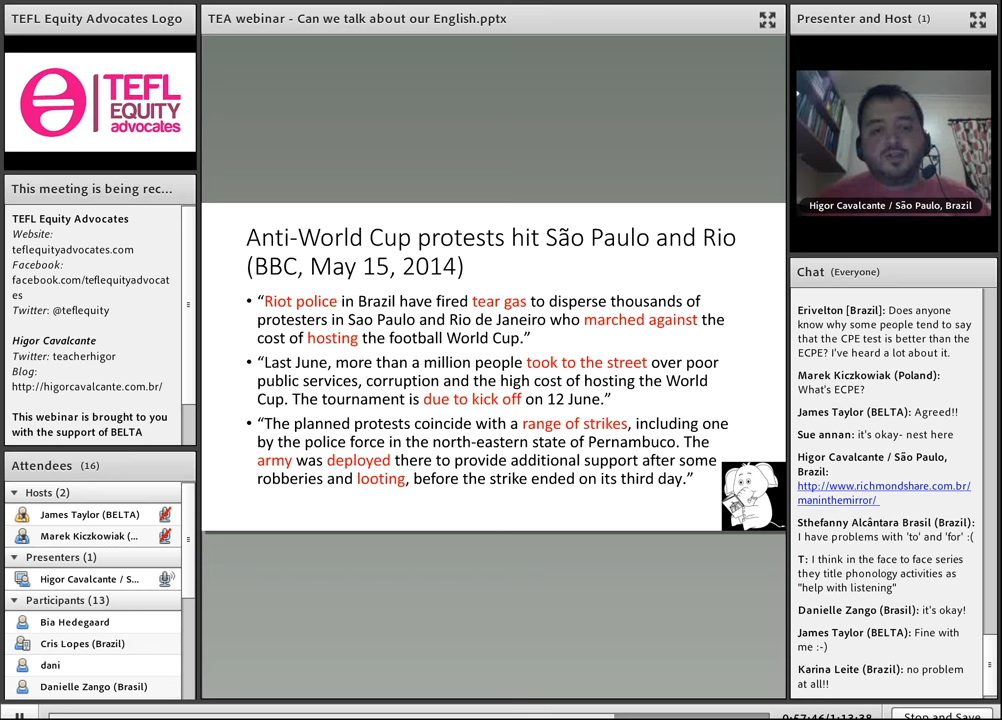 TEFL Equity Advocates Logo
TEFL
EQUITY
advocates
This meeting is being rec...
TEFL Equity Advocates
Website:
teflequityadvocates.com
Facebook:
facebook.com/teflequityadvocat
es
Twitter: @teflequity
Higor Cavalcante
Twitter: teacherhigor
Blog:
http://higorcavalcante.com.br/
This webinar is brought to you
with the support of BELTA
Attendees (16)
Hosts (2)
James Taylor (BELTA)
Marek Kiczkowiak (...
Presenters (1)
Higor Cavalcante / S...
Participants (13)
Bia Hedegaard
Cris Lopes (Brazil)
dani
Danielle Zango (Brasil)
TEA webinar - Can we talk about our English.pptx
Anti-World Cup protests hit São Paulo and Rio
(BBC, May 15, 2014)
• “Riot police in Brazil have fired tear gas to disperse thousands of
protesters in Sao Paulo and Rio de Janeiro who marched against the
cost of hosting the football World Cup.”
• “Last June, more than a million people took to the street over poor
public services, corruption and the high cost of hosting the World
Cup. The tournament is due to kick off on 12 June.”
• “The planned protests coincide with a range of strikes, including one
by the police force in the north-eastern state of Pernambuco. The
army was deployed there to provide additional support after some
robberies and looting, before the strike ended on its third day.”
Presenter and Host (1)
Higor Cavalcante / São Paulo, Brazil
Chat (Everyone)
Erivelton [Brazil]: Does anyone
know why some people tend to say
that the CPE test is better than the
ECPE? I've heard a lot about it.
Marek Kiczkowiak (Poland):
What's ECPE?
James Taylor (BELTA): Agreed!!
Sue annan: it's okay- nest here
Higor Cavalcante / São Paulo,
Brazil:
http://www.richmondshare.com.br/
maninthemirror/
Sthefanny Alcântara Brasil (Brazil):
I have problems with 'to' and 'for' :(
T: I think in the face to face series
they title phonology activities as
"help with listening"
Danielle Zango (Brasil): it's okay!
James Taylor (BELTA): Fine with
me :-)
Karina Leite (Brazil): no problem
at all!!
0:57:46/1:13:38
Stop and Save